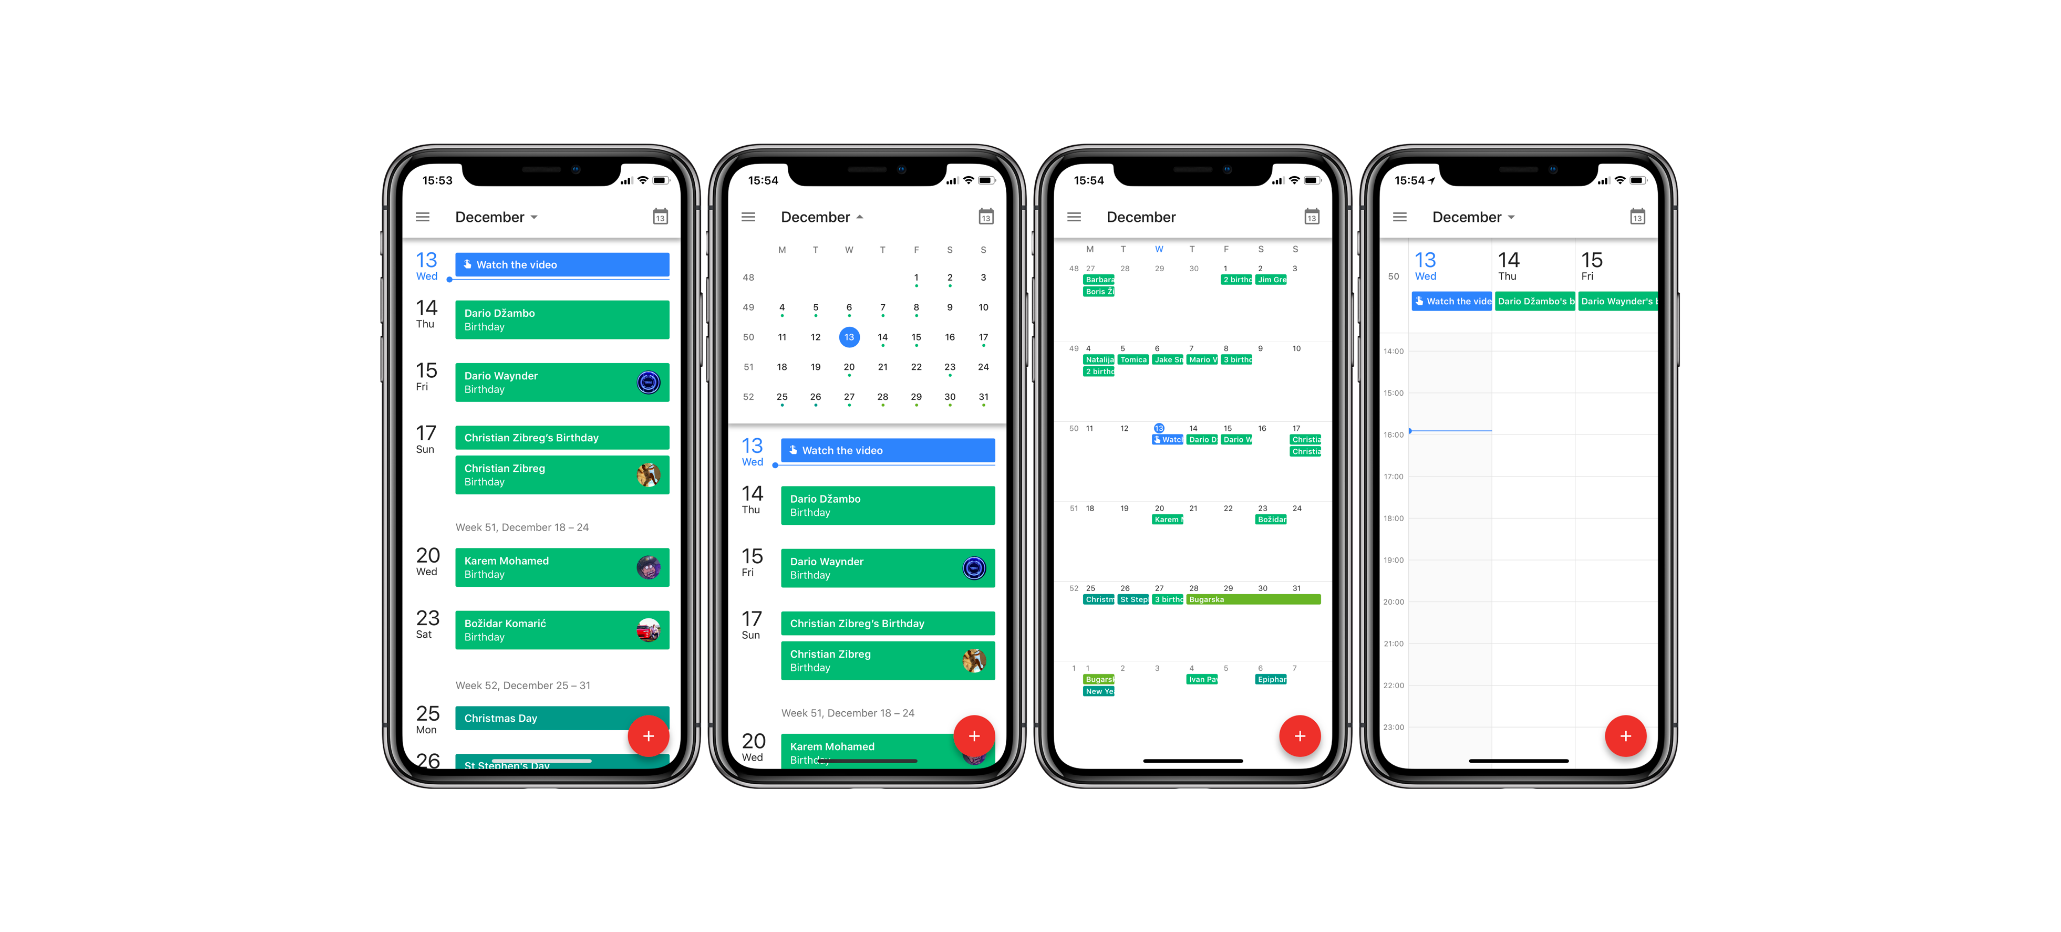 15:53
December
13
13
Wed
Watch the video
14
Thu
Dario Džambo
Birthday
15
Fri
Dario Waynder
Birthday
17
Sun
Christian Zibreg's Birthday
Christian Zibreg
Birthday
Week 51, December 18 – 24
20
Wed
Karem Mohamed
Birthday
23
Sat
Božidar Komarić
Birthday
Week 52, December 25 – 31
25
Mon
Christmas Day
26
St Stephen's Day
15:54
December
13
M T W T F S S
48 1 2 3
49 4 5 6 7 8 9 10
50 11 12 13 14 15 16 17
51 18 19 20 21 22 23 24
52 25 26 27 28 29 30 31
13
Wed
Watch the video
14
Thu
Dario Džambo
Birthday
15
Fri
Dario Waynder
Birthday
17
Sun
Christian Zibreg's Birthday
Christian Zibreg
Birthday
Week 51, December 18 – 24
20
Wed
Karem Mohamed
Birthday
15:54
December
13
M T W T F S S
48 27 28 29 30 1 2 3
Barbara 2 birthd Jim Gre
Boris Ži
49 4 5 6 7 8 9 10
Natalija Tomica Jake Sm Mario V 3 birthd
2 birthd
50 11 12 13 14 15 16 17
Watch Dario D Dario W Christia
Christia
51 18 19 20 21 22 23 24
Karem M Božidar
52 25 26 27 28 29 30 31
Christm St Step 3 birthd Bugarska
1 1 2 3 4 5 6 7
Bugarsk Ivan Pav Epiphan
New Yea
15:54
December
13
50
13
Wed
14
Thu
15
Fri
Watch the vide
Dario Džambo's b
Dario Waynder's b
14:00
15:00
16:00
17:00
18:00
19:00
20:00
21:00
22:00
23:00